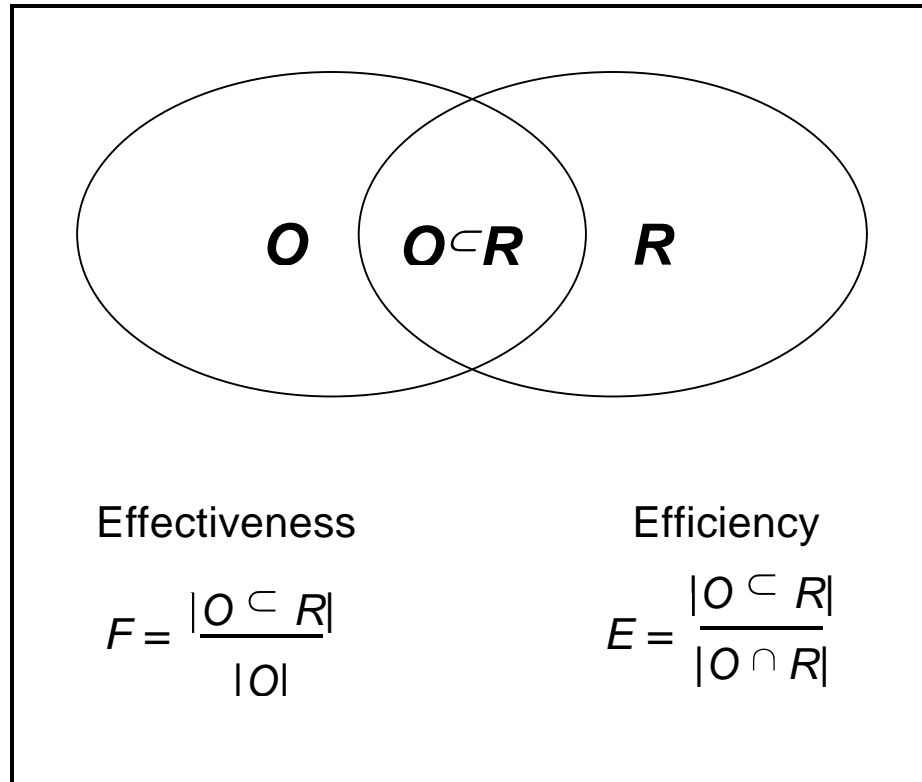 O O⊂R R
Effectiveness Efficiency
F = |O ⊂ R| / |O| E = |O ⊂ R| / |O ∩ R|